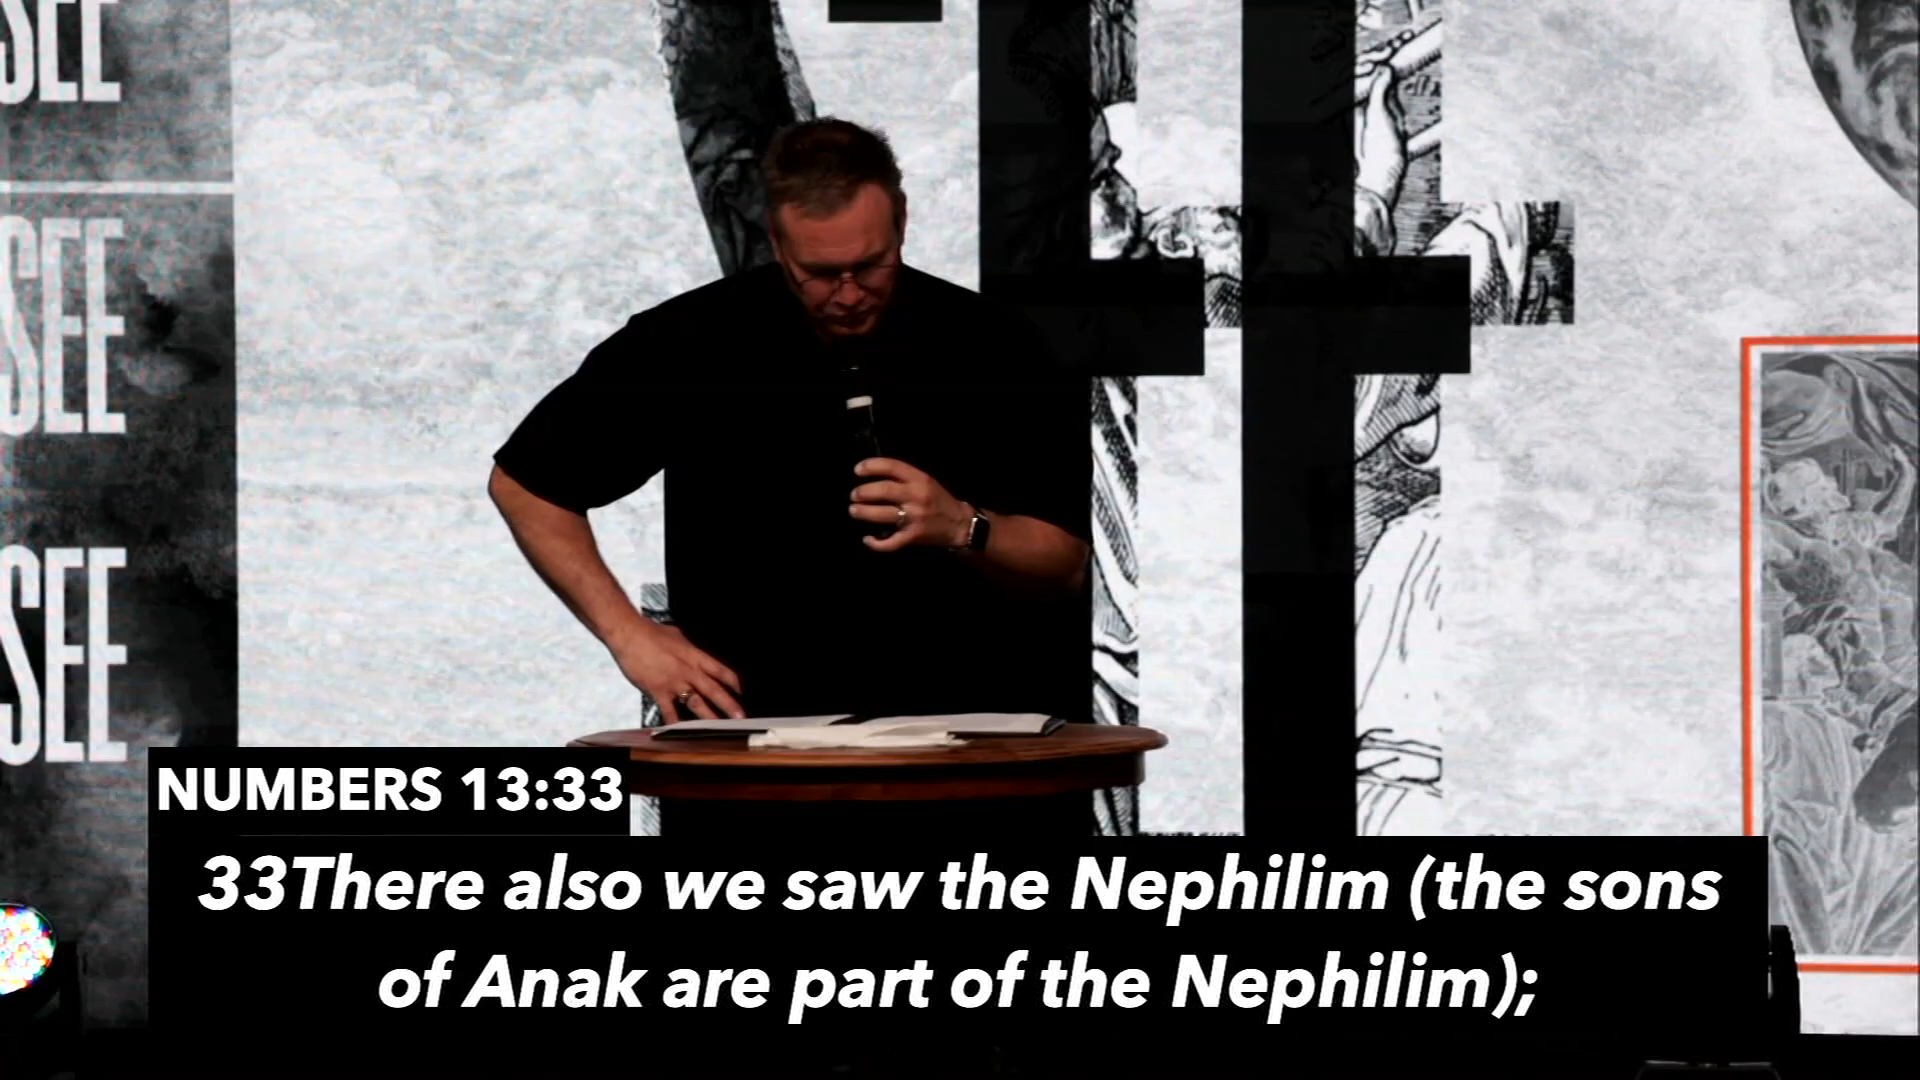 SEE
SEE
SEE
NUMBERS 13:33
33There also we saw the Nephilim (the sons
of Anak are part of the Nephilim);